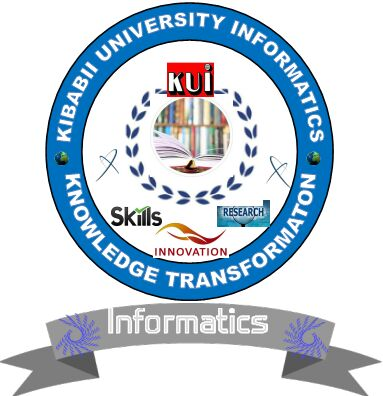 KIBABII UNIVERSITY INFORMATICS
KUi
Skills
RESEARCH
INNOVATION
KNOWLEDGE TRANSFORMATON
Informatics